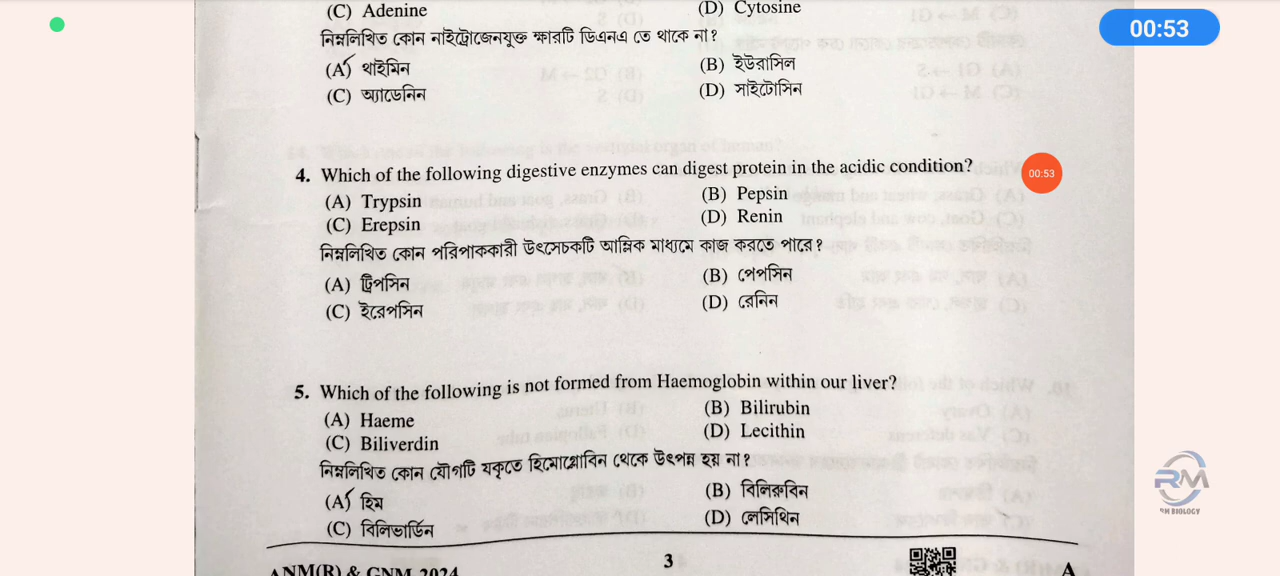 (C) Adenine (D) Cytosine
00:53
নিম্নলিখিত কোন নাইট্রোজেনযুক্ত ক্ষারটি ডিএনএ তে থাকে না?
(A) থাইমিন (B) ইউরাসিল
(C) অ্যাডেনিন (D) সাইটোসিন
4. Which of the following digestive enzymes can digest protein in the acidic condition?
00:53
(A) Trypsin (B) Pepsin
(C) Erepsin (D) Renin
নিম্নলিখিত কোন পরিপাককারী উৎসেচকটি আম্লিক মাধ্যমে কাজ করতে পারে?
(A) ট্রিপসিন (B) পেপসিন
(C) ইরেপসিন (D) রেনিন
5. Which of the following is not formed from Haemoglobin within our liver?
(A) Haeme (B) Bilirubin
(C) Biliverdin (D) Lecithin
নিম্নলিখিত কোন যৌগটি যকৃতে হিমোগ্লোবিন থেকে উৎপন্ন হয় না?
(A) হিম (B) বিলিরুবিন
(C) বিলিভার্ডিন (D) লেসিথিন
RM
RM BIOLOGY
ANM(R) & GNM-2024 3 A